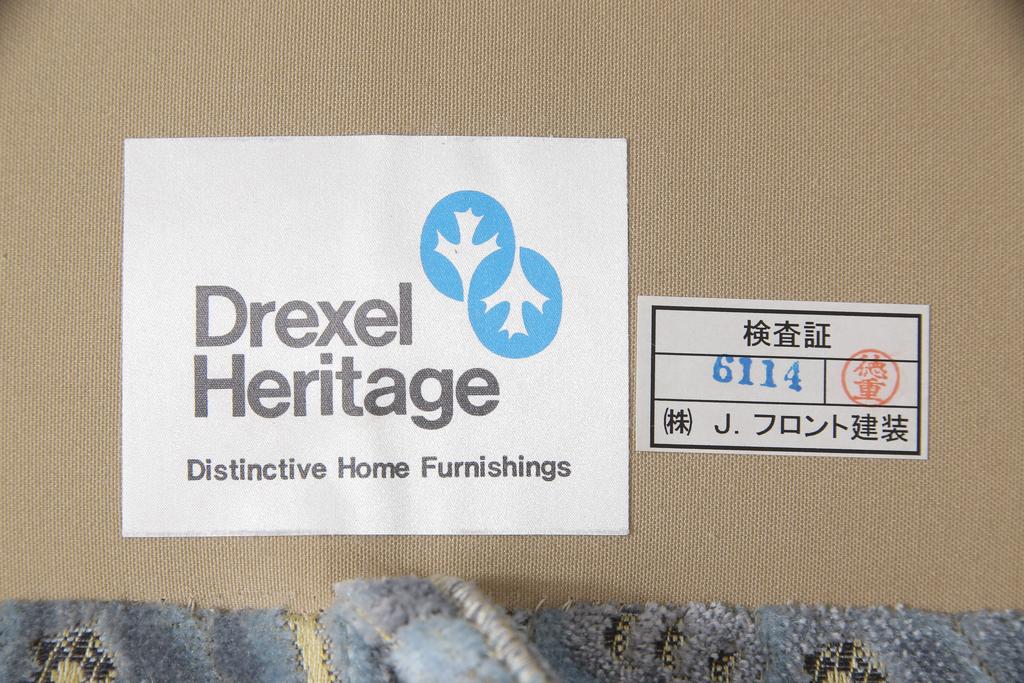 Drexel
Heritage
Distinctive Home Furnishings
検査証
6114
徳重
(株) J. フロント建装